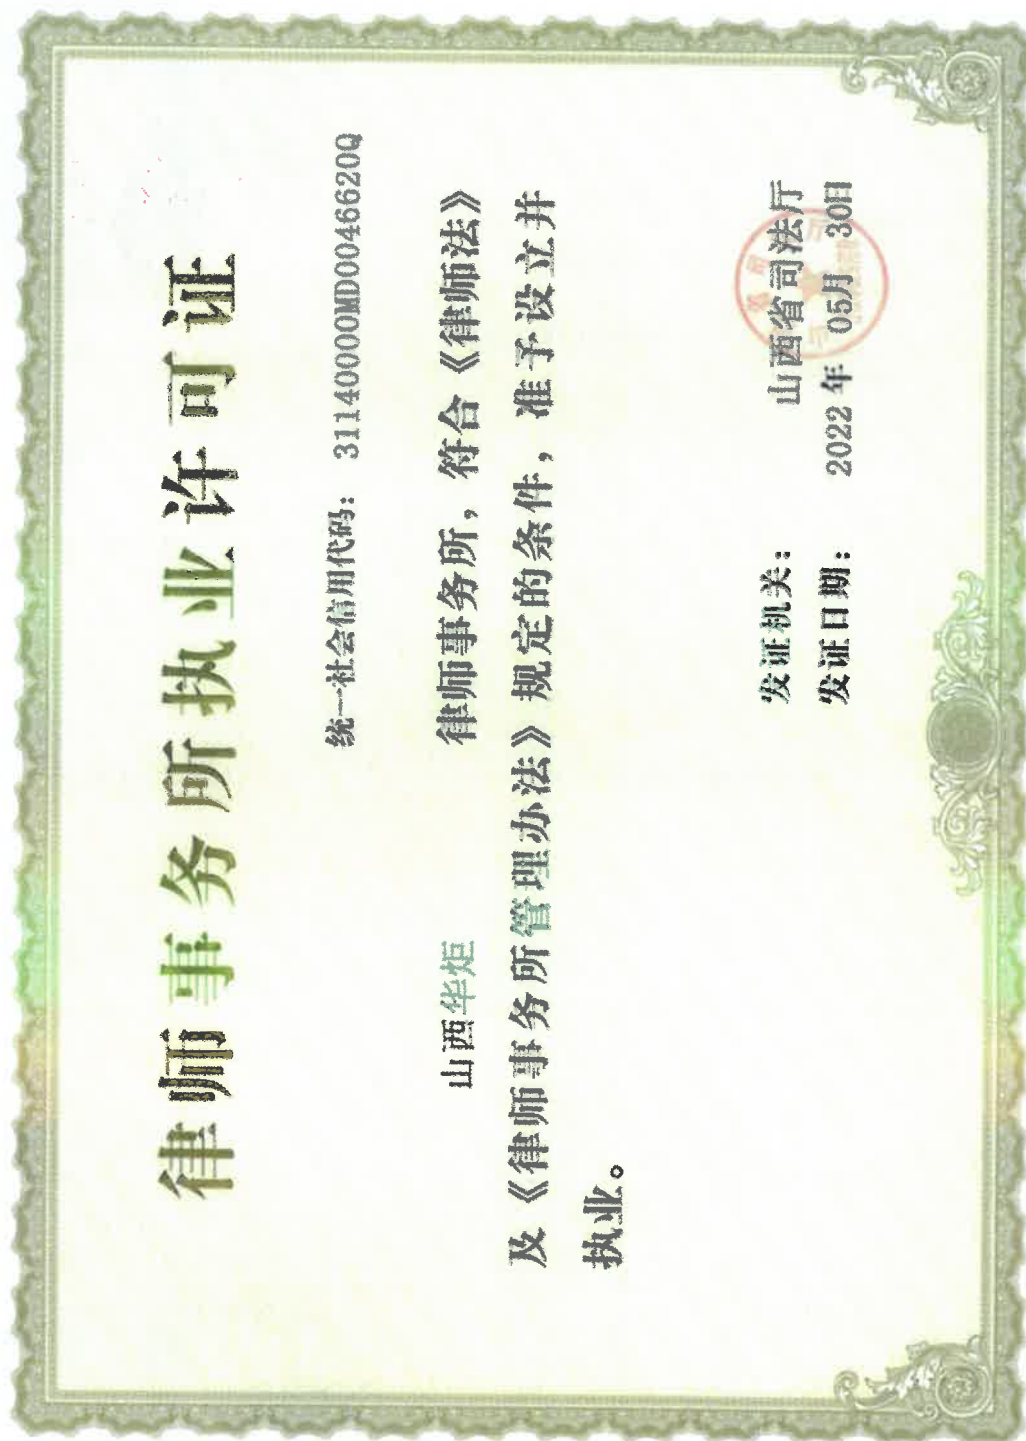 律师事务所执业许可证
统一社会信用代码: 31140000MD0046620Q
山西华炬 律师事务所，符合《律师法》
及《律师事务所管理办法》规定的条件，准予设立并
执业。
发证机关: 山西省司法厅
发证日期: 2022 年 05月 30日